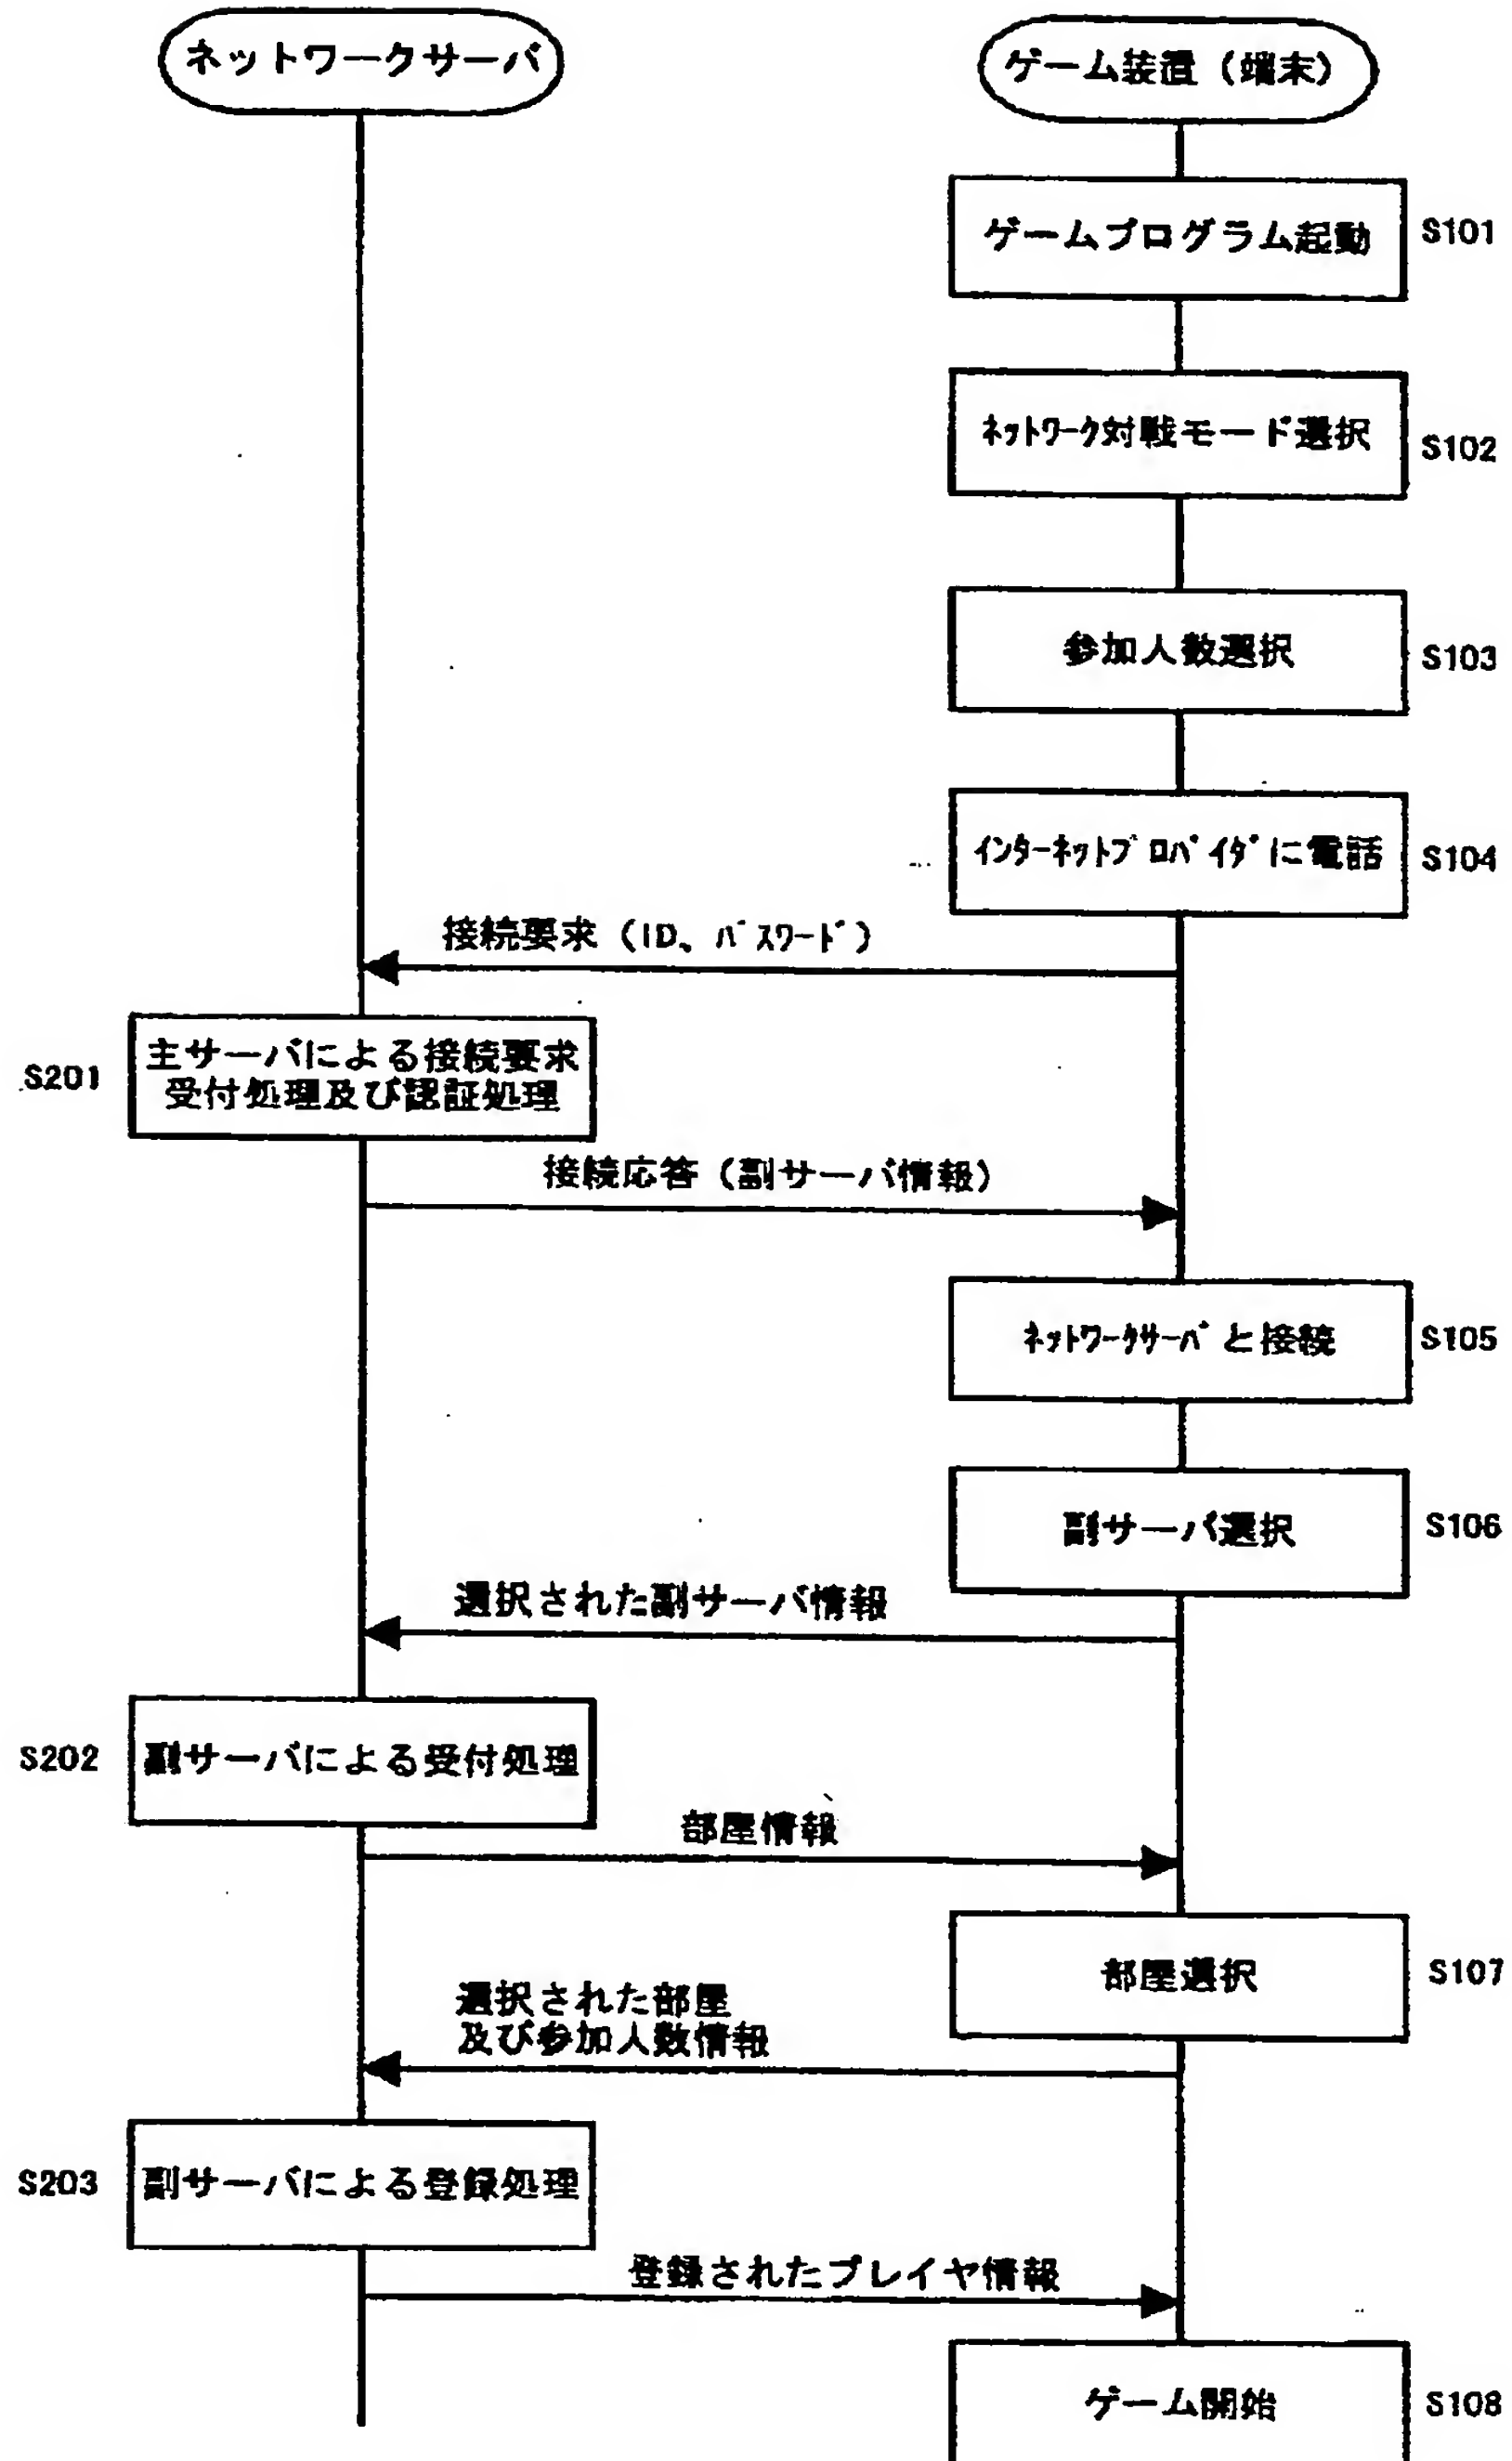 ネットワークサーバ
ゲーム装置（端末）
ゲームプログラム起動
S101
ﾈｯﾄﾜｰｸ対戦モード選択
S102
参加人数選択
S103
ｲﾝﾀｰﾈｯﾄﾌﾟﾛﾊﾞｲﾀﾞに電話
S104
接続要求（ID、ﾊﾟｽﾜｰﾄﾞ）
S201
主サーバによる接続要求
受付処理及び認証処理
接続応答（副サーバ情報）
ﾈｯﾄﾜｰｸｻｰﾊﾞと接続
S105
副サーバ選択
S106
選択された副サーバ情報
S202
副サーバによる受付処理
部屋情報
部屋選択
S107
選択された部屋
及び参加人数情報
S203
副サーバによる登録処理
登録されたプレイヤ情報
ゲーム開始
S108